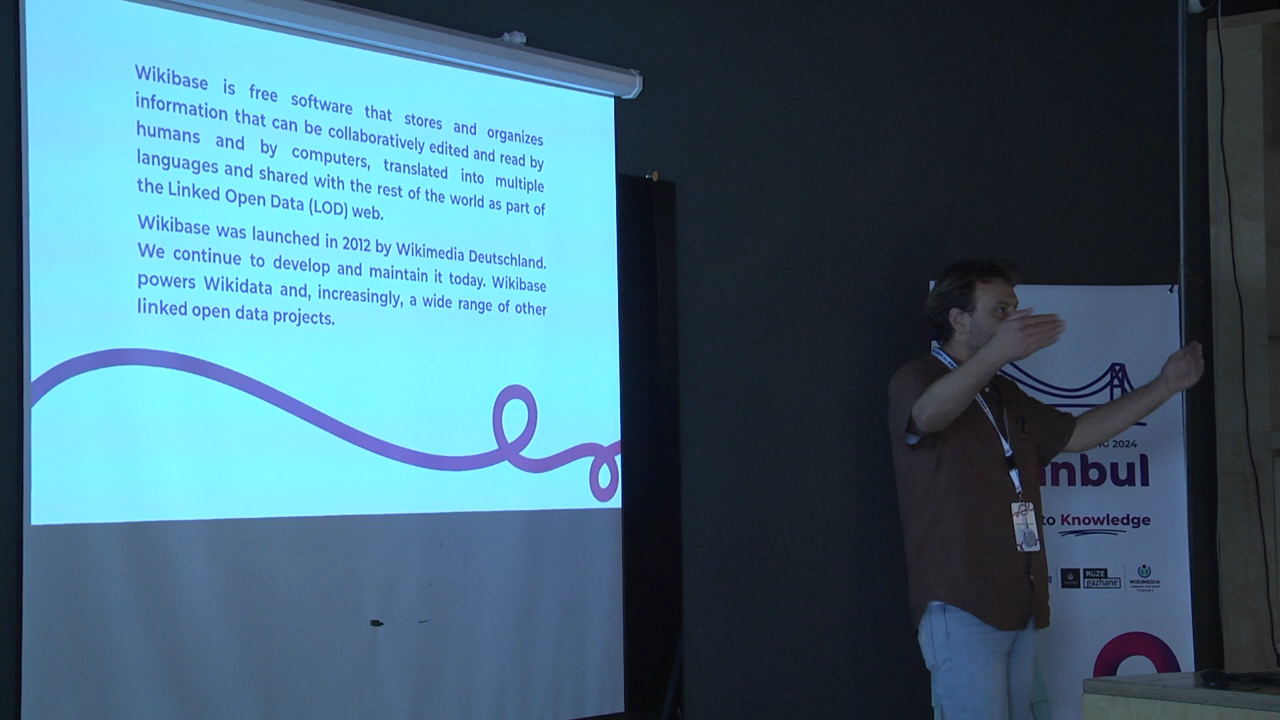 Wikibase is free software that stores and organizes
information that can be collaboratively edited and read by
humans and by computers, translated into multiple
languages and shared with the rest of the world as part of
the Linked Open Data (LOD) web.
Wikibase was launched in 2012 by Wikimedia Deutschland.
We continue to develop and maintain it today. Wikibase
powers Wikidata and, increasingly, a wide range of other
linked open data projects.
2024
nbul
to Knowledge
MÜZE
gazhane
WIKIMEDIA
TURKEY